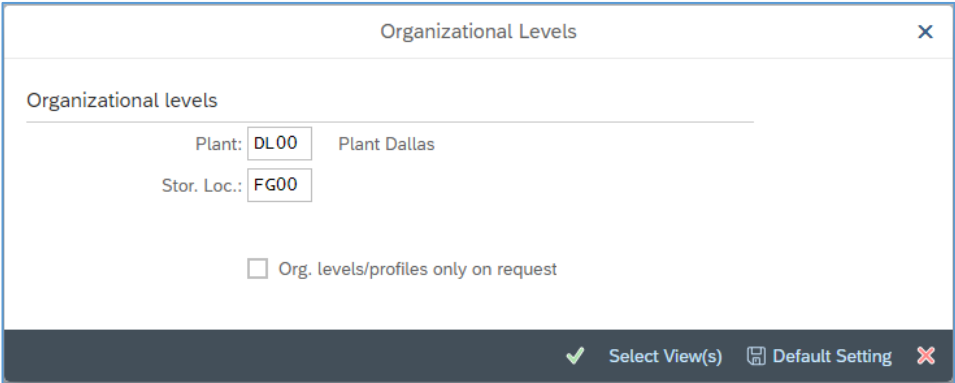 Organizational Levels
Organizational levels
Plant: DL00 Plant Dallas
Stor. Loc.: FG00
Org. levels/profiles only on request
Select View(s) Default Setting